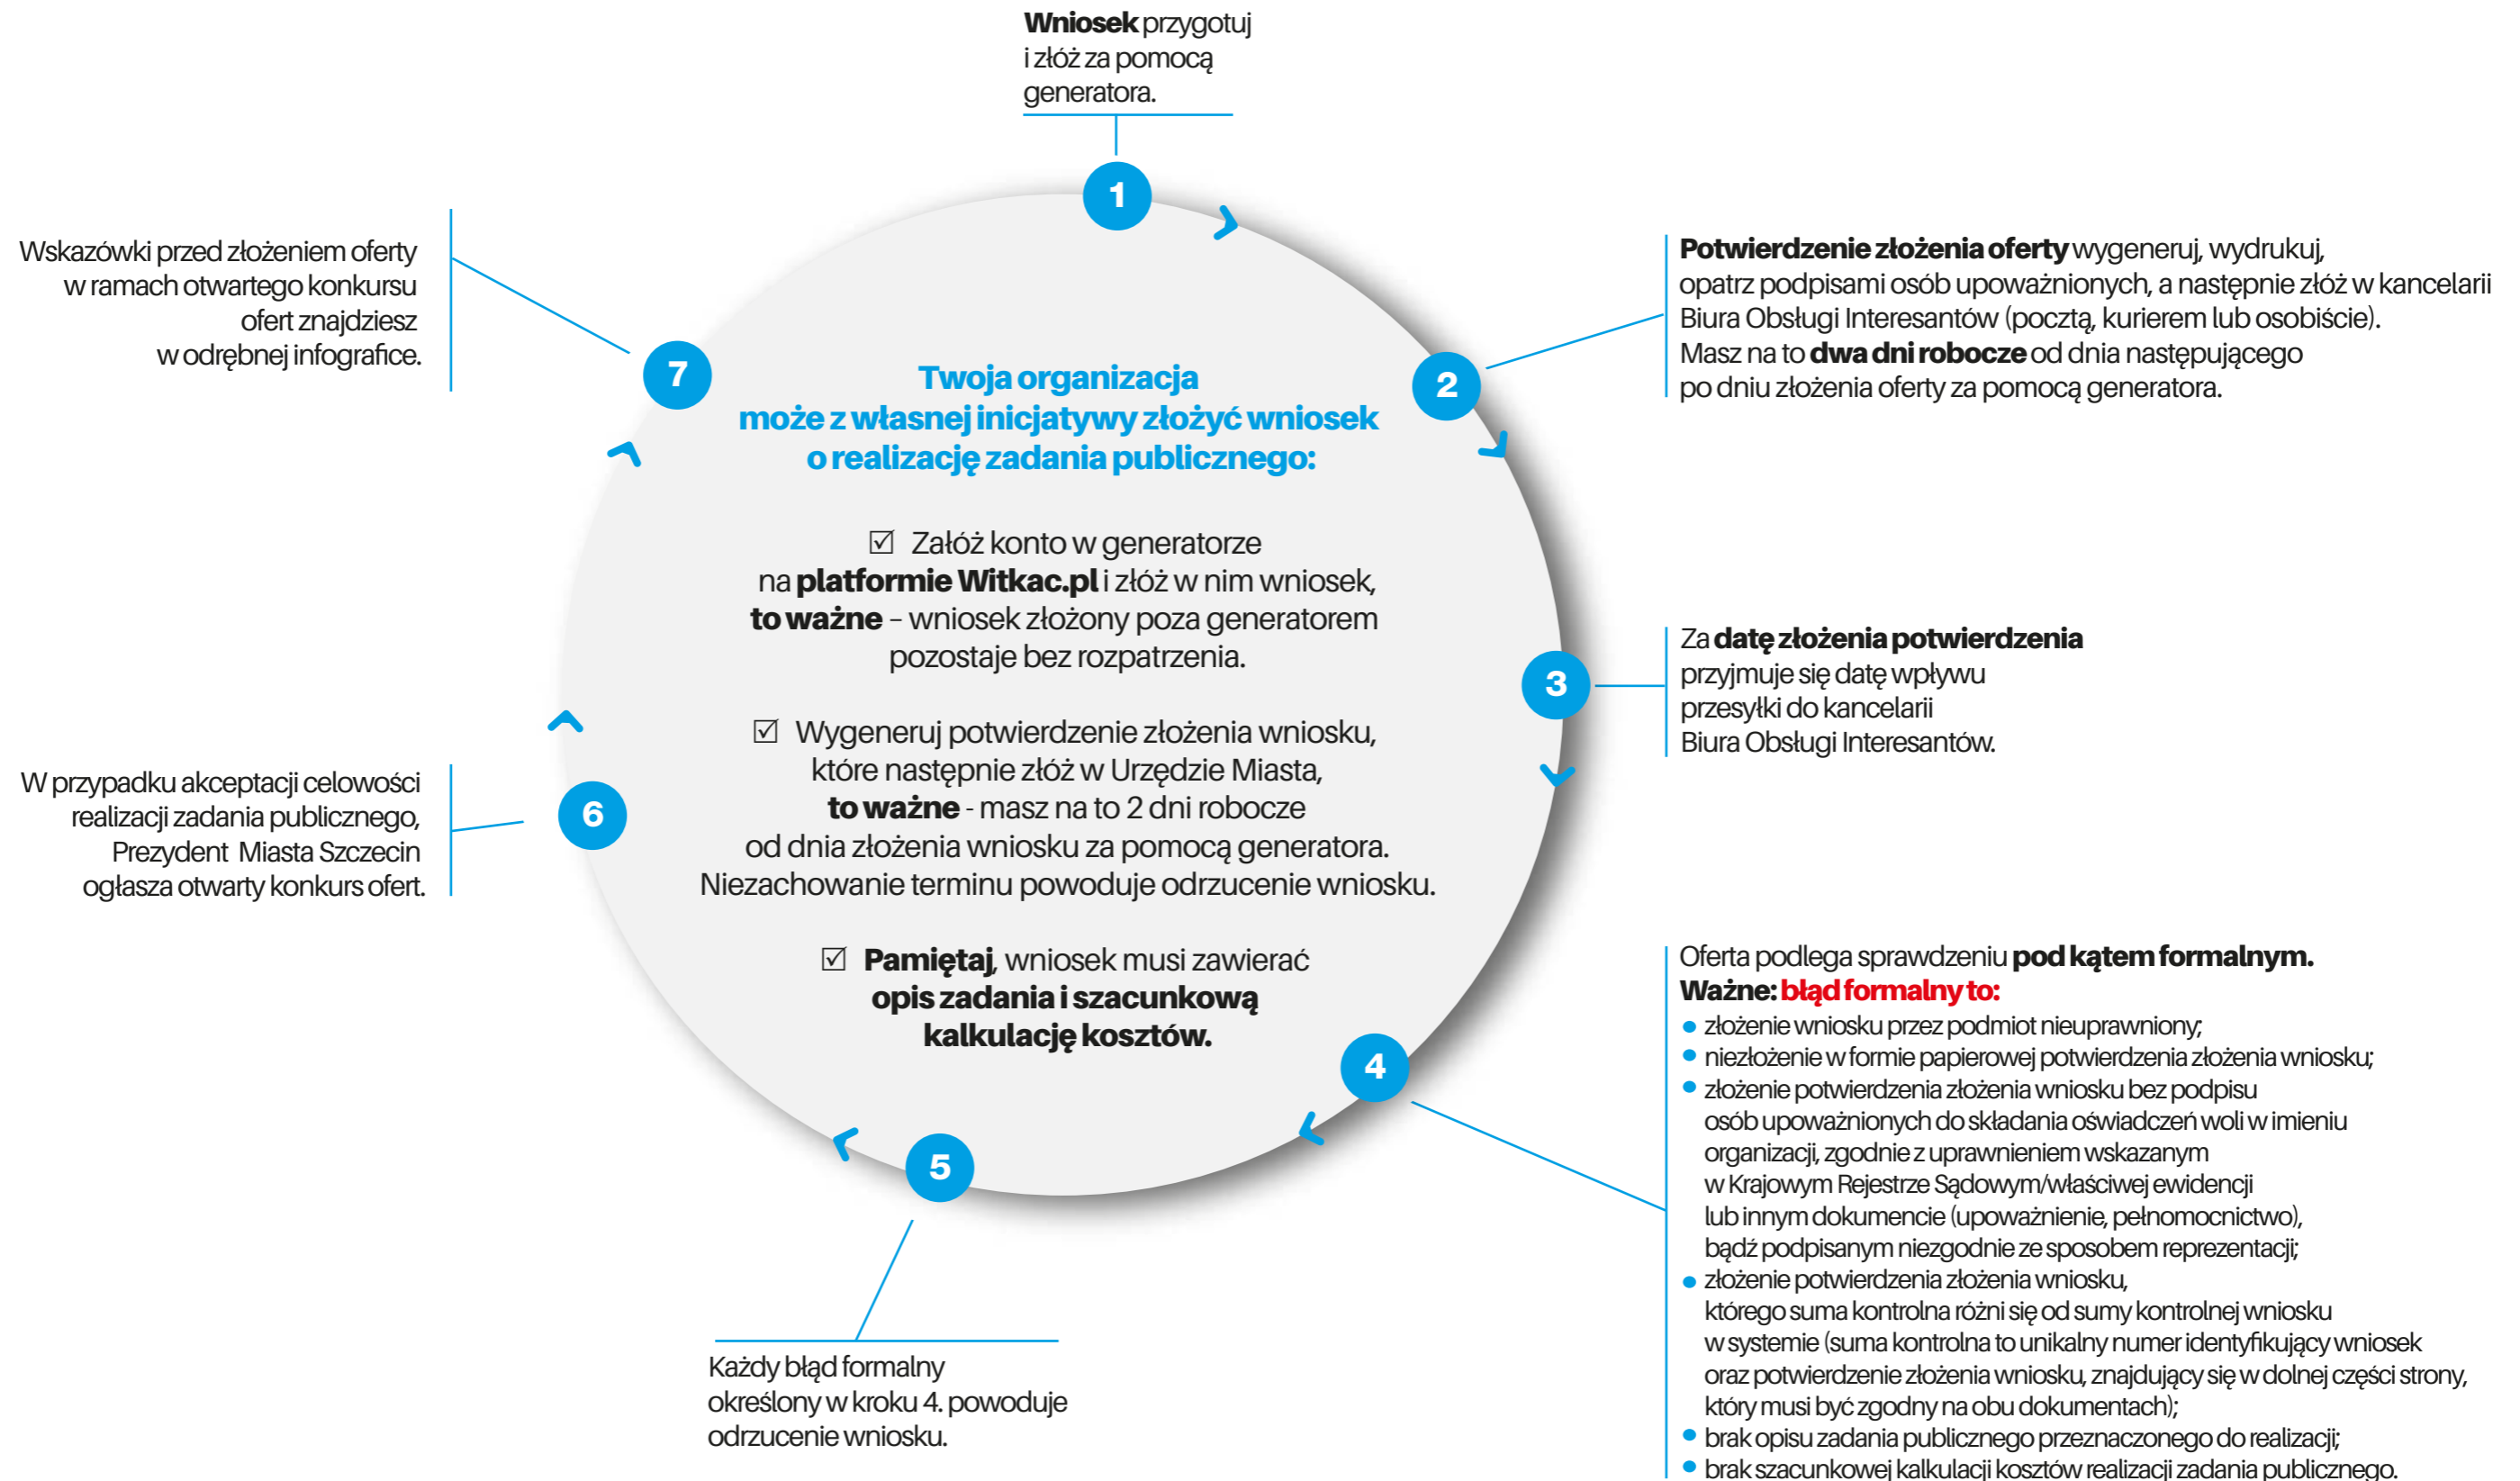 Wniosek przygotuj
i złóż za pomocą
generatora.
1
Potwierdzenie złożenia oferty wygeneruj, wydrukuj,
opatrz podpisami osób upoważnionych, a następnie złóż w kancelarii
Biura Obsługi Interesantów (pocztą, kurierem lub osobiście).
Masz na to dwa dni robocze od dnia następującego
po dniu złożenia oferty za pomocą generatora.
2
Za datę złożenia potwierdzenia
przyjmuje się datę wpływu
przesyłki do kancelarii
Biura Obsługi Interesantów.
3
Oferta podlega sprawdzeniu pod kątem formalnym.
Ważne: błąd formalny to:
• złożenie wniosku przez podmiot nieuprawniony;
• niezłożenie w formie papierowej potwierdzenia złożenia wniosku;
• złożenie potwierdzenia złożenia wniosku bez podpisu
osób upoważnionych do składania oświadczeń woli w imieniu
organizacji, zgodnie z uprawnieniem wskazanym
w Krajowym Rejestrze Sądowym/właściwej ewidencji
lub innym dokumencie (upoważnienie, pełnomocnictwo),
bądź podpisanym niezgodnie ze sposobem reprezentacji;
• złożenie potwierdzenia złożenia wniosku,
którego suma kontrolna różni się od sumy kontrolnej wniosku
w systemie (suma kontrolna to unikalny numer identyfikujący wniosek
oraz potwierdzenie złożenia wniosku, znajdujący się w dolnej części strony,
który musi być zgodny na obu dokumentach);
• brak opisu zadania publicznego przeznaczonego do realizacji;
• brak szacunkowej kalkulacji kosztów realizacji zadania publicznego.
4
5
Każdy błąd formalny
określony w kroku 4. powoduje
odrzucenie wniosku.
6
W przypadku akceptacji celowości
realizacji zadania publicznego,
Prezydent Miasta Szczecin
ogłasza otwarty konkurs ofert.
7
Wskazówki przed złożeniem oferty
w ramach otwartego konkursu
ofert znajdziesz
w odrębnej infografice.
Twoja organizacja
może z własnej inicjatywy złożyć wniosek
o realizację zadania publicznego:
☑ Załóż konto w generatorze
na platformie Witkac.pl i złóż w nim wniosek,
to ważne – wniosek złożony poza generatorem
pozostaje bez rozpatrzenia.
☑ Wygeneruj potwierdzenie złożenia wniosku,
które następnie złóż w Urzędzie Miasta,
to ważne - masz na to 2 dni robocze
od dnia złożenia wniosku za pomocą generatora.
Niezachowanie terminu powoduje odrzucenie wniosku.
☑ Pamiętaj, wniosek musi zawierać
opis zadania i szacunkową
kalkulację kosztów.